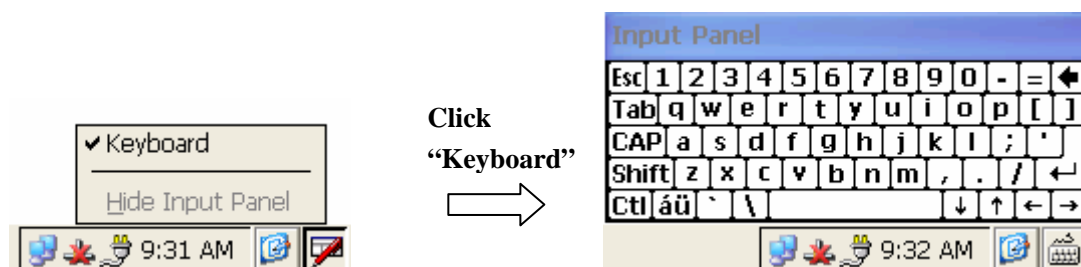 ✓ Keyboard
Hide Input Panel
9:31 AM
Click
“Keyboard”
Input Panel
Esc 1 2 3 4 5 6 7 8 9 0 - = 🡄
Tab q w e r t y u i o p [ ]
CAP a s d f g h j k l ; '
Shift z x c v b n m , . / ↵
Ctl áü ` \ ↓ ↑ ← →
9:32 AM